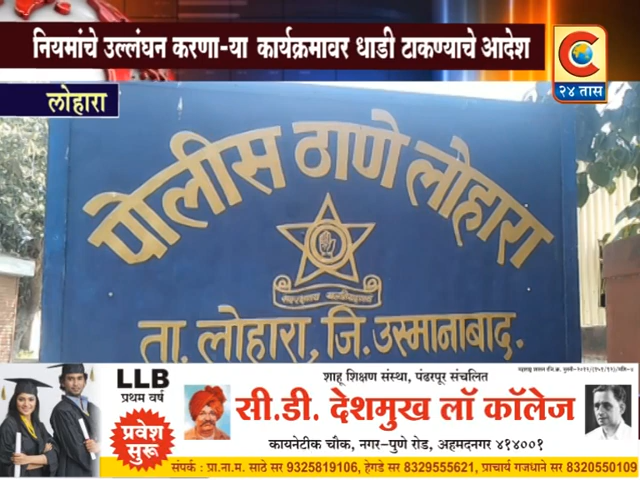 नियमांचे उल्लंघन करणा-या कार्यक्रमावर धाडी टाकण्याचे आदेश
C
२४ तास
लोहारा
पोलीस ठाणे लोहारा
ता. लोहारा, जि. उस्मानाबाद.
LLB
प्रथम वर्ष
प्रवेश
सुरू
शाहू शिक्षण संस्था, पंढरपूर संचलित
सी.डी. देशमुख लॉ कॉलेज
कायनेटीक चौक, नगर–पुणे रोड, अहमदनगर ४१४००१
संपर्क : प्रा.ना.म. साठे सर 9325819106, हेगडे सर 8329555621, प्राचार्य गजधाने सर 8320550109